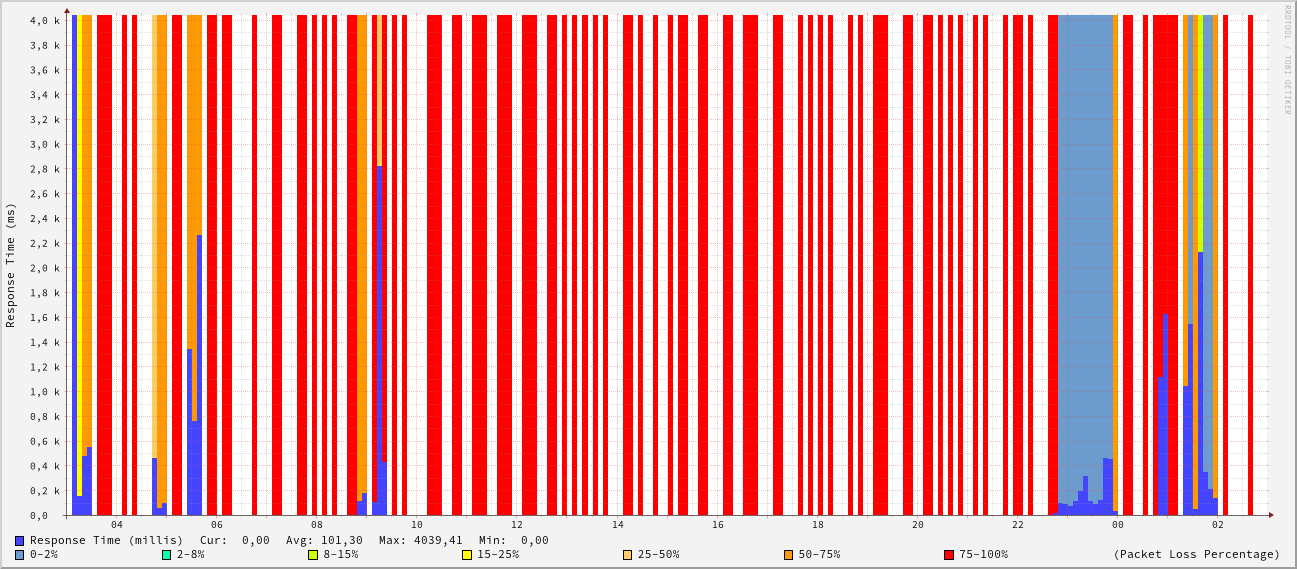 RRDTOOL / TOBI OETIKER
Response Time (ms)
4,0 k
3,8 k
3,6 k
3,4 k
3,2 k
3,0 k
2,8 k
2,6 k
2,4 k
2,2 k
2,0 k
1,8 k
1,6 k
1,4 k
1,2 k
1,0 k
0,8 k
0,6 k
0,4 k
0,2 k
0,0
04 06 08 10 12 14 16 18 20 22 00 02
Response Time (millis) Cur: 0,00 Avg: 101,30 Max: 4039,41 Min: 0,00
0-2% 2-8% 8-15% 15-25% 25-50% 50-75% 75-100% (Packet Loss Percentage)